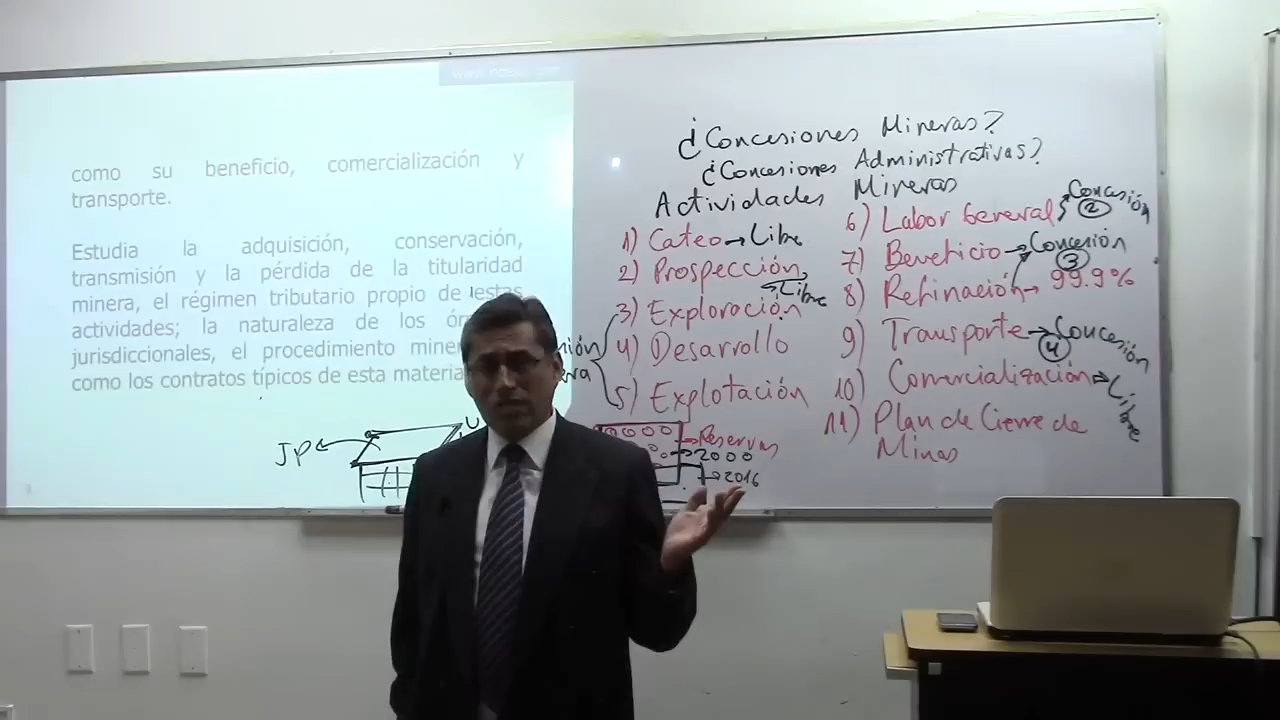 como su beneficio, comercialización y
transporte.
Estudia la adquisición, conservación,
transmisión y la pérdida de la titularidad
minera, el régimen tributario propio de estas
actividades; la naturaleza de los
jurisdiccionales, el procedimiento
como los contratos típicos de esta materia
JP
¿Concesiones Mineras?
¿Concesiones Administrativas?
Actividades Mineras
1) Cateo → Libre
2) Prospección
Libre
3) Exploración
4) Desarrollo
5) Explotación
Reservas
2000
2016
6) Labor General
Concesión
2
7) Beneficio → Concesión
3
8) Refinación → 99.9%
9) Transporte → Concesión
4
10) Comercialización → Libre
11) Plan de Cierre de
Minas